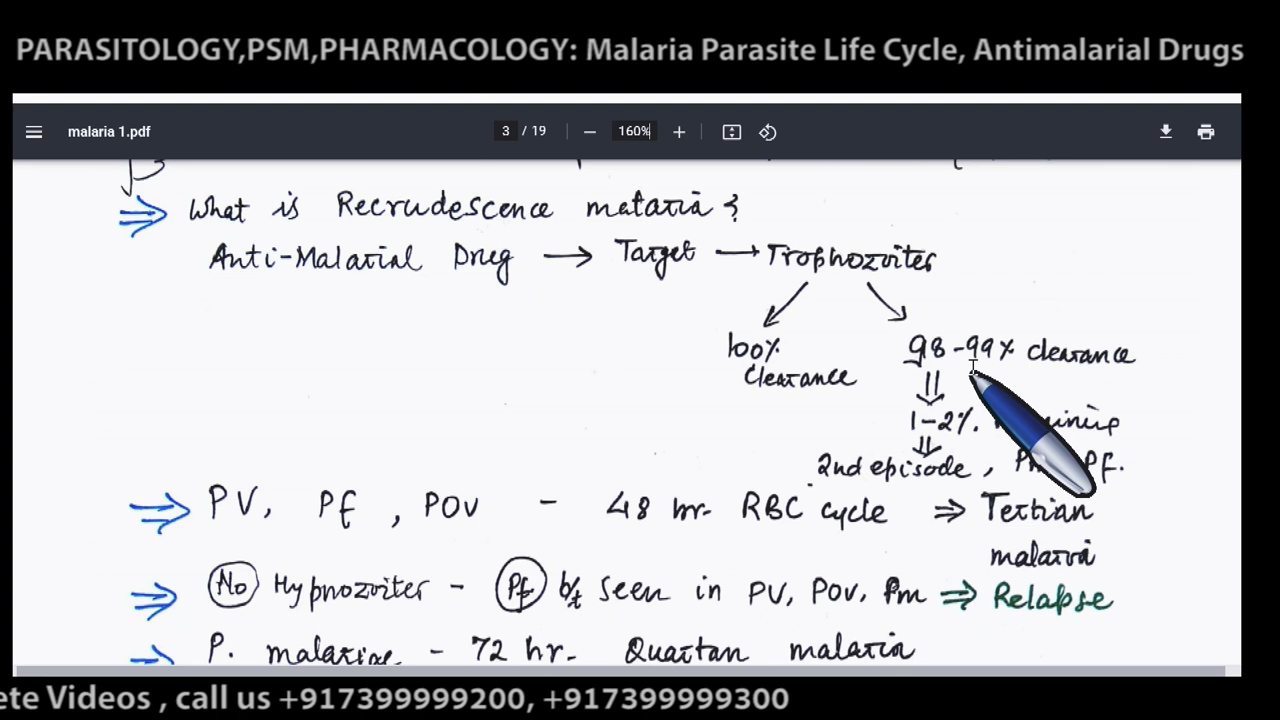 PARASITOLOGY,PSM,PHARMACOLOGY: Malaria Parasite Life Cycle, Antimalarial Drugs
malaria 1.pdf
3 / 19
160%
⇒ What is Recrudescence malaria ?
Anti-Malarial Drug → Target → Trophozoites
100% clearance
98-99% clearance
1-2%.
2nd episode, Pf.
⇒ PV, Pf, POV - 48 hr. RBC cycle ⇒ Tertian malaria
⇒ No Hypnozoites - Pf b/t seen in PV, POV, Pm ⇒ Relapse
⇒ P. malariae - 72 hr. Quartan malaria
ete Videos , call us +917399999200, +917399999300